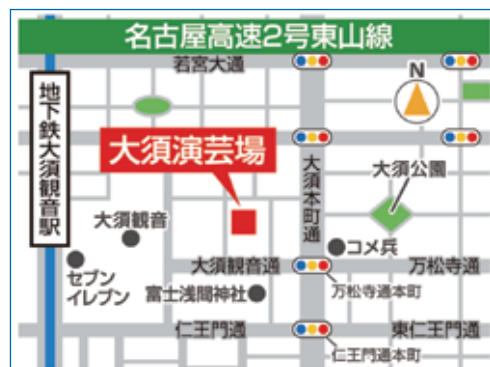 名古屋高速2号東山線
若宮大通
N
地下鉄大須観音駅
大須演芸場
大須本町通
大須公園
大須観音
コメ兵
セブン
イレブン
大須観音通
万松寺通
富士浅間神社
万松寺通本町
仁王門通
東仁王門通
仁王門通本町